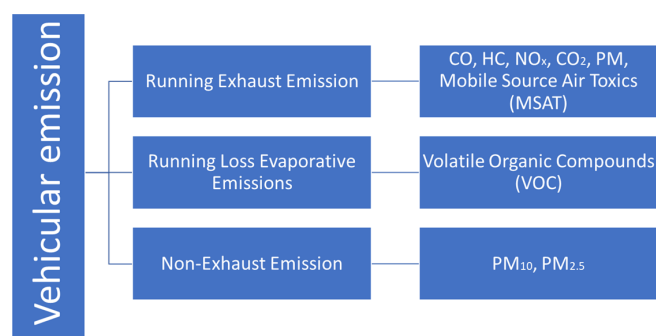 Vehicular emission
Running Exhaust Emission
CO, HC, NOx, CO2, PM,
Mobile Source Air Toxics
(MSAT)
Running Loss Evaporative
Emissions
Volatile Organic Compounds
(VOC)
Non-Exhaust Emission
PM10, PM2.5